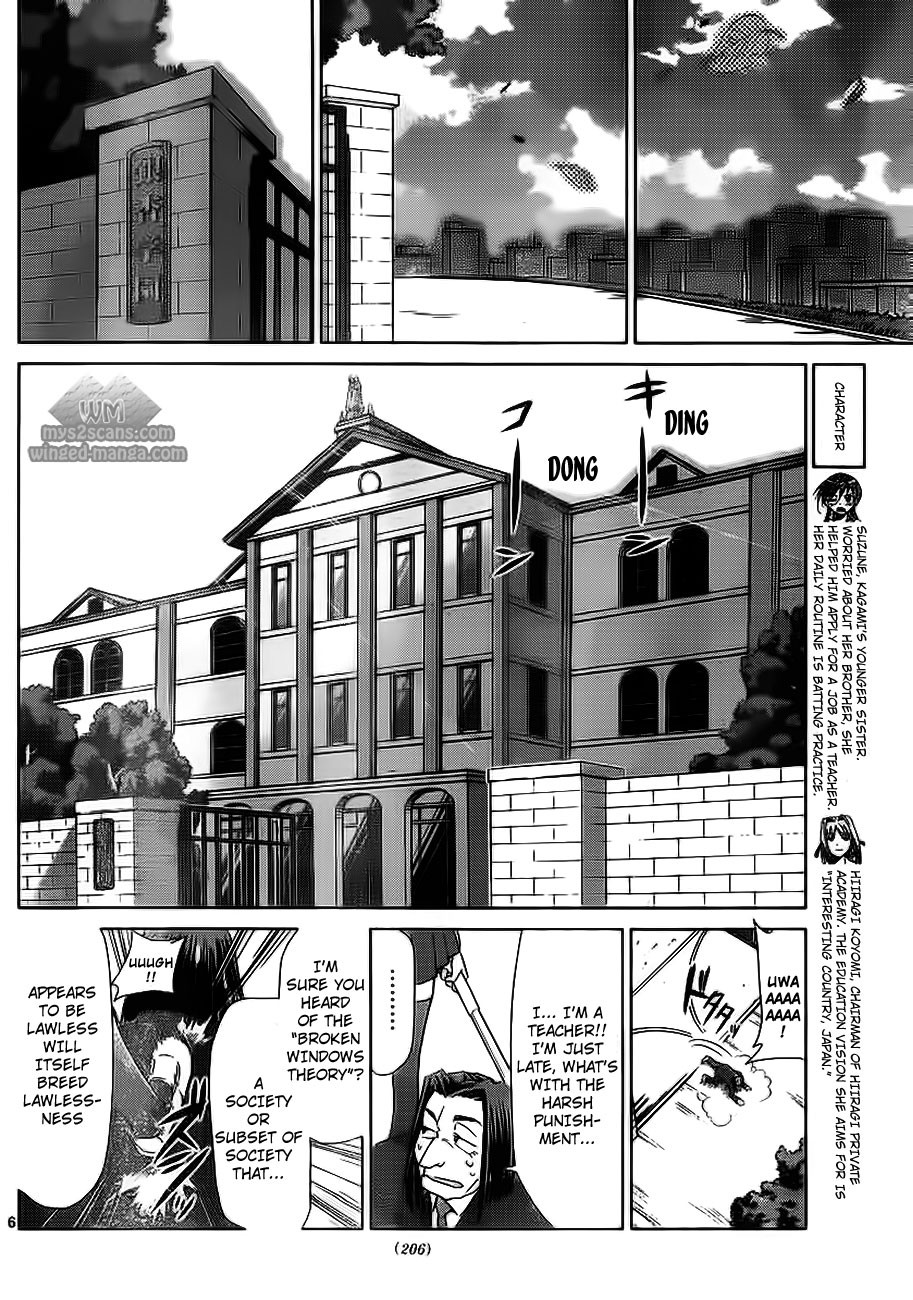 キ
DING
コ
DONG
WM
mys2scans.com
winged-manga.com
CHARACTER
SUZUNE, KAGAMI'S YOUNGER SISTER.
WORRIED ABOUT HER BROTHER, SHE
HELPED HIM APPLY FOR A JOB AS A TEACHER.
HER DAILY ROUTINE IS BATTING PRACTICE.
HIIRAGI KOYOMI, CHAIRMAN OF HIIRAGI PRIVATE
ACADEMY. THE EDUCATION VISION SHE AIMS FOR IS
"INTERESTING COUNTRY, JAPAN."
UWA
AAAAA
AAAAA
!
I... I'M A
TEACHER!!
I'M JUST
LATE, WHAT'S
WITH THE
HARSH
PUNISH-
MENT...
.........
I'M
SURE YOU
HEARD
OF THE
"BROKEN
WINDOWS
THEORY"?
A
SOCIETY
OR
SUBSET OF
SOCIETY
THAT...
UUUGH
!!
APPEARS
TO BE
LAWLESS
WILL
ITSELF
BREED
LAWLESS-
NESS
6
(206)